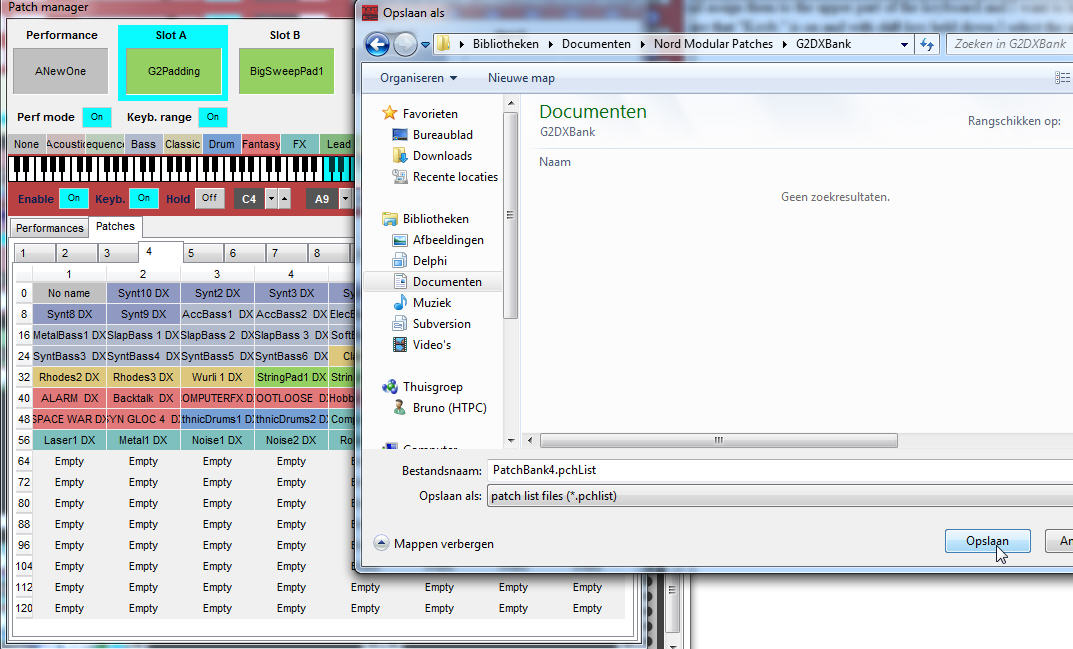 Patch manager
Performance Slot A Slot B
ANewOne G2Padding BigSweepPad1
Perf mode On Keyb. range On
None Acousti equenc Bass Classic Drum Fantasy FX Lead
Enable On Keyb. On Hold Off C4 A9
Performances Patches
1 2 3 4 5 6 7 8
1 2 3 4
0 No name Synt10 DX Synt2 DX Synt3 DX Sy
8 Synt8 DX Synt9 DX AccBass1 DX AccBass2 DX ElecB
16 MetalBass1 DX SlapBass 1 DX SlapBass 2 DX SlapBass 3 DX SoftB
24 SyntBass3 DX SyntBass4 DX SyntBass5 DX SyntBass6 DX Cla
32 Rhodes2 DX Rhodes3 DX Wurli 1 DX StringPad1 DX Strin
40 ALARM DX Backtalk DX OMPUTERFX D OOTLOOSE D Hobb
48 SPACE WAR DX SYN GLOC 4 D thnicDrums1 D thnicDrums2 D Comp
56 Laser1 DX Metal1 DX Noise1 DX Noise2 DX Ro
64 Empty Empty Empty Empty
72 Empty Empty Empty Empty
80 Empty Empty Empty Empty
88 Empty Empty Empty Empty
96 Empty Empty Empty Empty
104 Empty Empty Empty Empty
112 Empty Empty Empty Empty Empty Empty Empty Empty
120 Empty Empty Empty Empty Empty Empty Empty Empty
Opslaan als
Bibliotheken Documenten Nord Modular Patches G2DXBank Zoeken in G2DXBank
Organiseren Nieuwe map
Favorieten
Bureaublad
Downloads
Recente locaties
Bibliotheken
Afbeeldingen
Delphi
Documenten
Muziek
Subversion
Video's
Thuisgroep
Bruno (HTPC)
Computer
Documenten
G2DXBank
Rangschikken op:
Naam
Geen zoekresultaten.
Bestandsnaam: PatchBank4.pchList
Opslaan als: patch list files (*.pchlist)
Mappen verbergen
Opslaan An